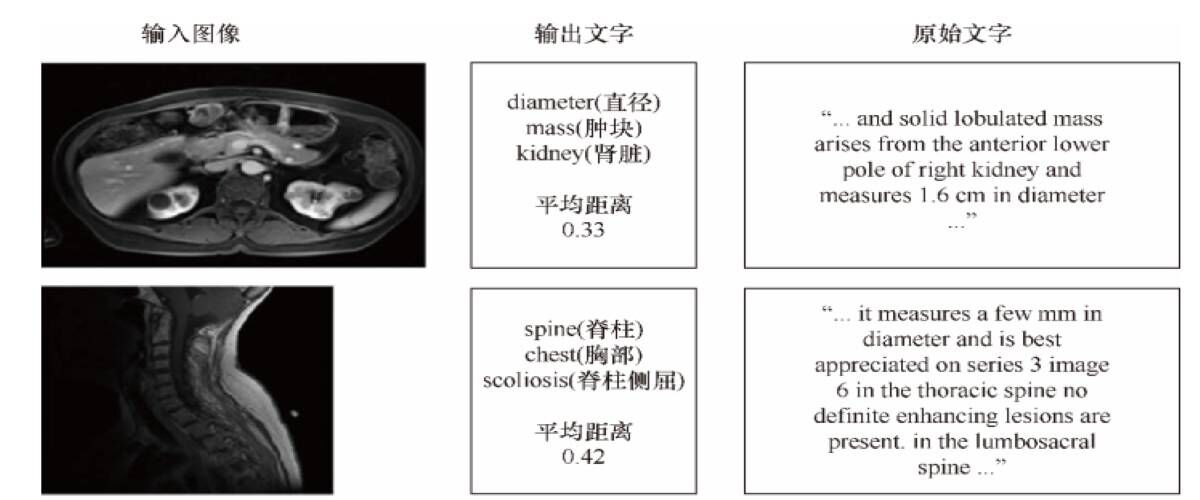 输入图像
输出文字
原始文字
diameter(直径)
mass(肿块)
kidney(肾脏)
平均距离
0.33
“... and solid lobulated mass
arises from the anterior lower
pole of right kidney and
measures 1.6 cm in diameter
...”
spine(脊柱)
chest(胸部)
scoliosis(脊柱侧屈)
平均距离
0.42
“... it measures a few mm in
diameter and is best
appreciated on series 3 image
6 in the thoracic spine no
definite enhancing lesions are
present. in the lumbosacral
spine ...”